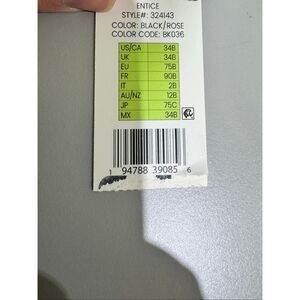 ENTICE
STYLE#: 324143
COLOR: BLACK/ROSE
COLOR CODE: BK036
US/CA 34B
UK 34B
EU 75B
FR 90B
IT 2B
AU/NZ 12B
JP 75C
MX 34B
1 94788 39085 6